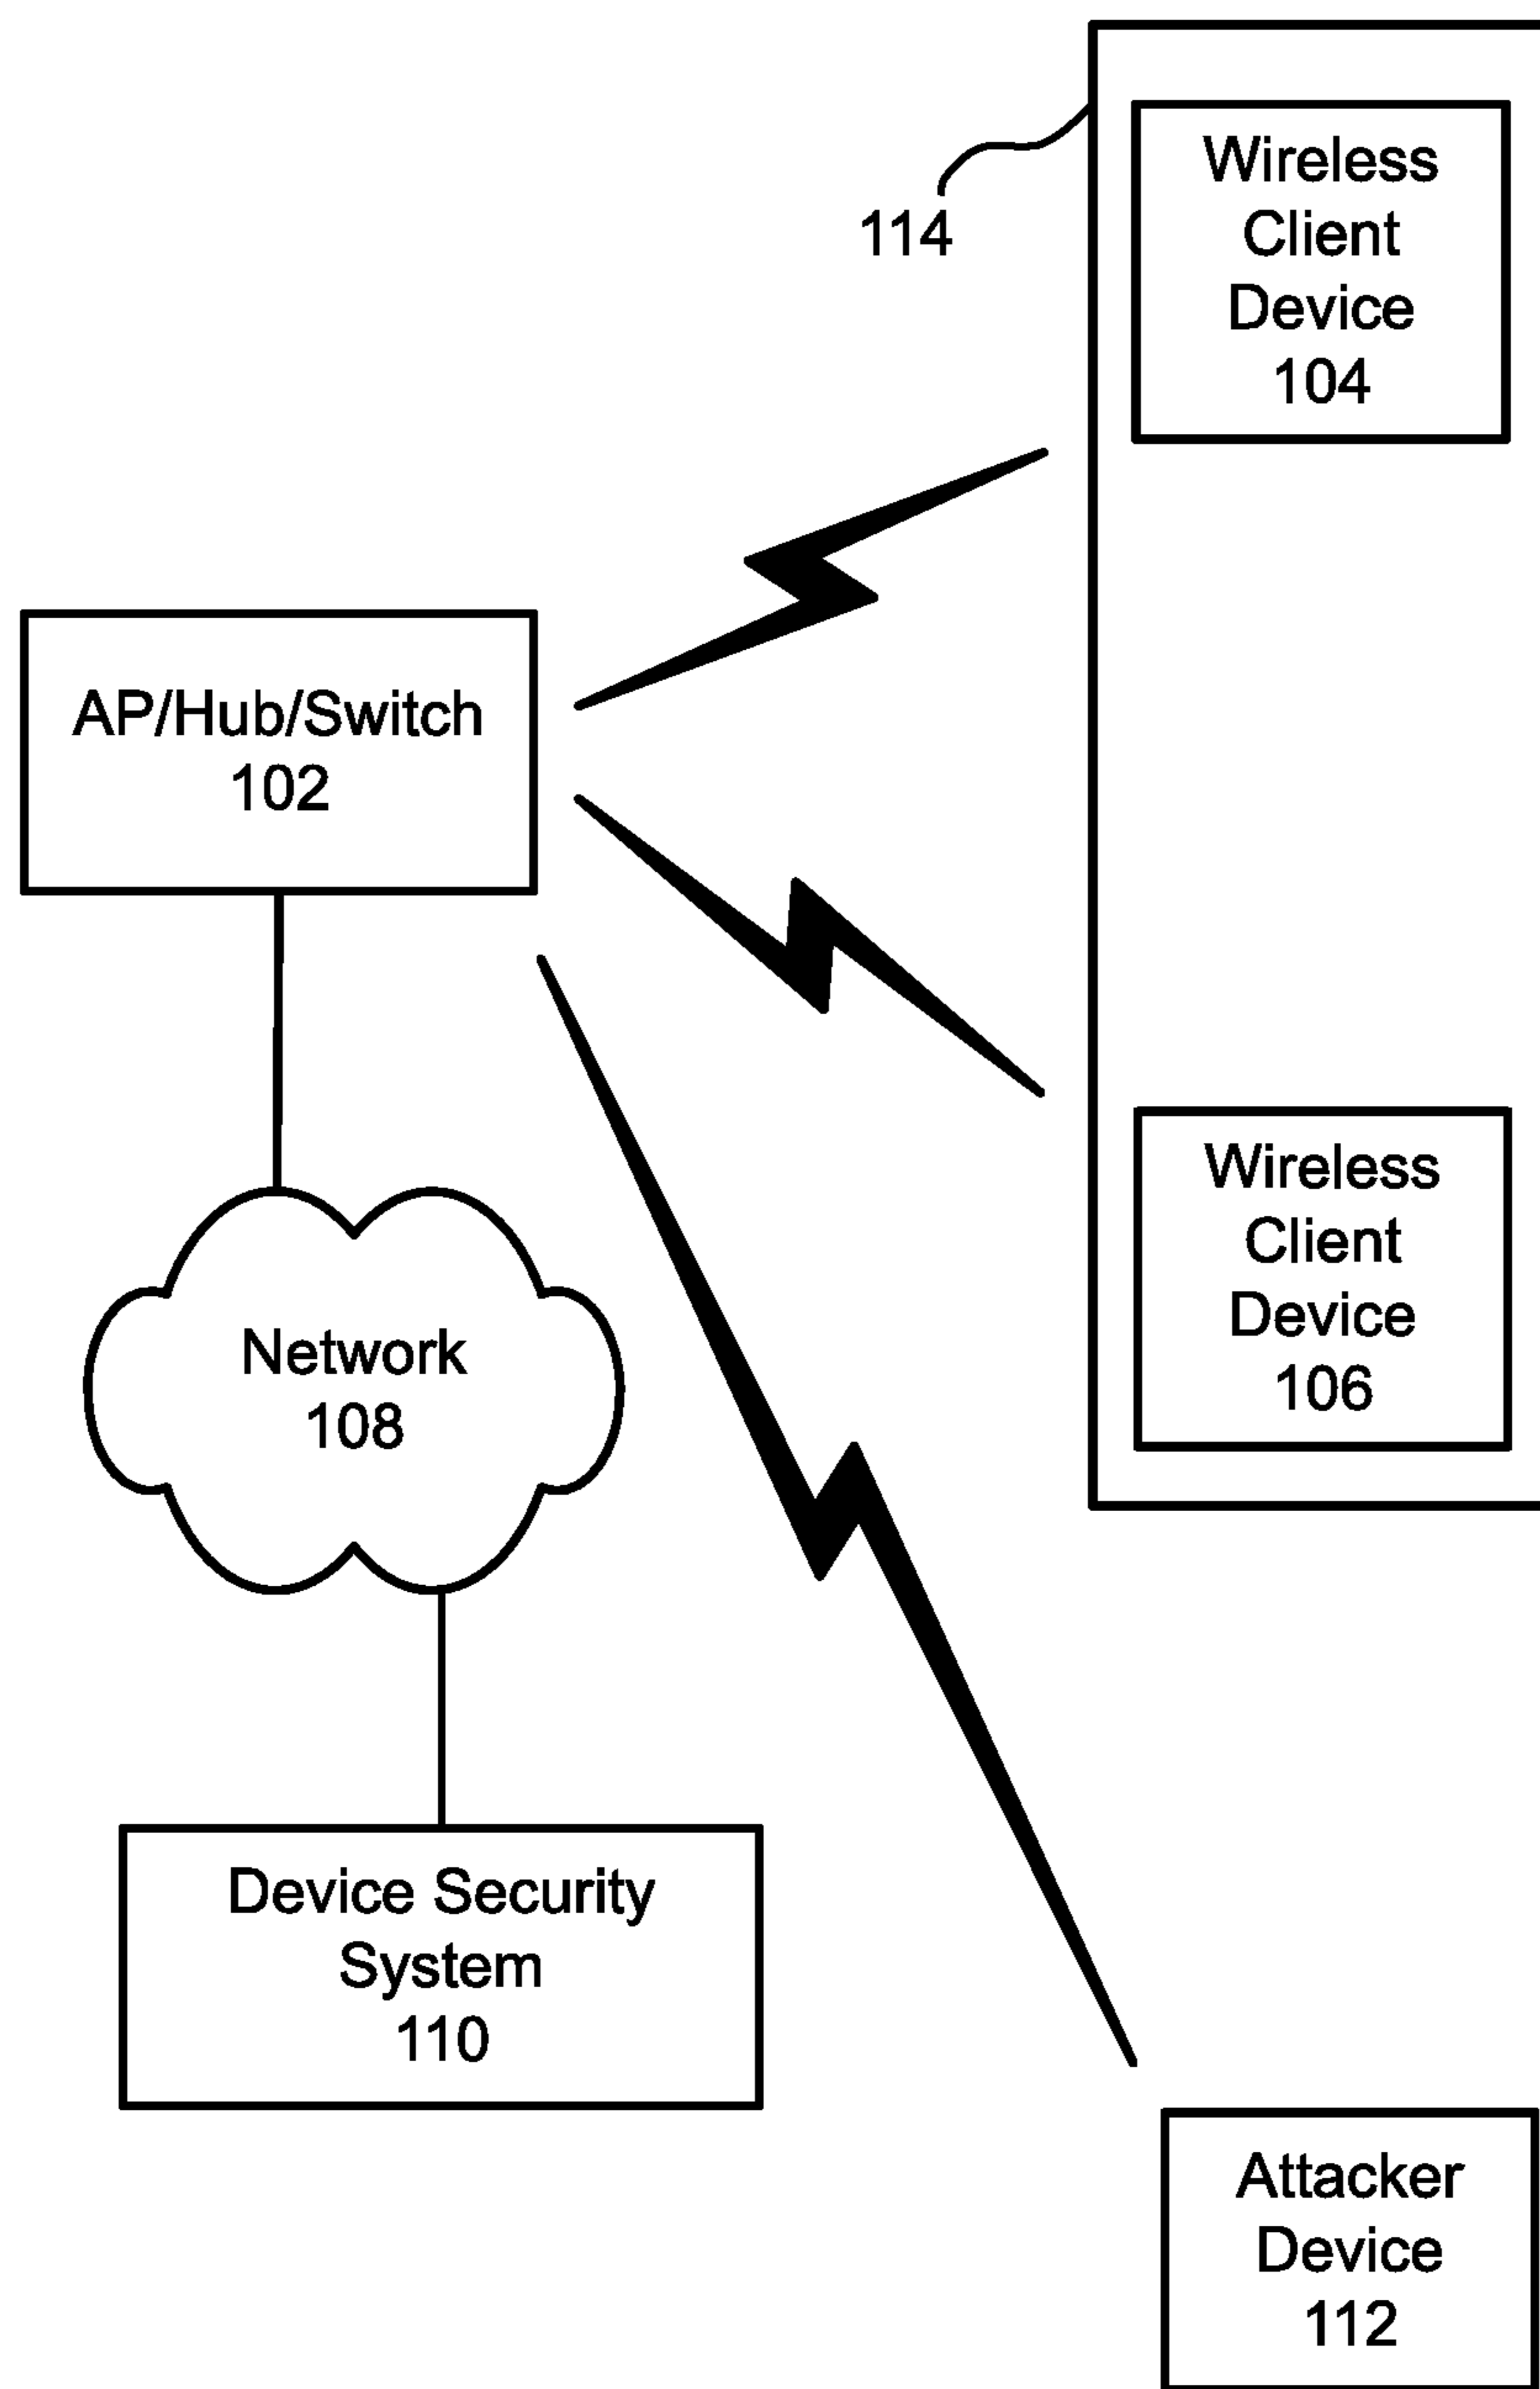 Wireless
Client
Device
104
114
AP/Hub/Switch
102
Wireless
Client
Device
106
Network
108
Device Security
System
110
Attacker
Device
112